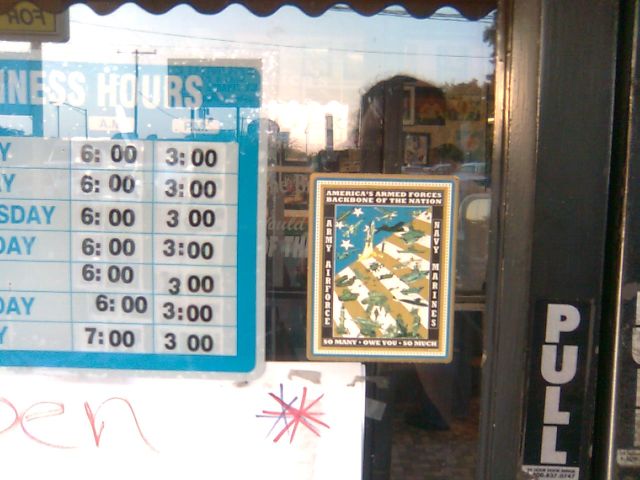 FOR
NESS HOURS
Y 6:00 3:00
Y 6:00 3:00
SDAY 6:00 3 00
DAY 6:00 3:00
6:00 3 00
DAY 6:00 3:00
Y 7:00 3 00
en
AMERICA'S ARMED FORCES
BACKBONE OF THE NATION
ARMY AIRFORCE
NAVY MARINES
SO MANY • OWE YOU • SO MUCH
PULL